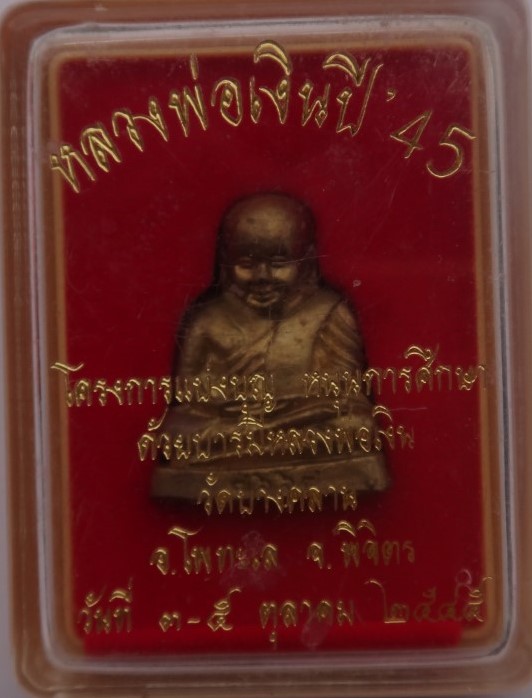 หลวงพ่อเงินปี '45
โครงการแบ่งบุญ หนุนการศึกษา
ด้วยบารมีหลวงพ่อเงิน
วัดบางคลาน
อ.โพทะเล จ.พิจิตร
วันที่ ๓-๕ ตุลาคม ๒๕๔๕